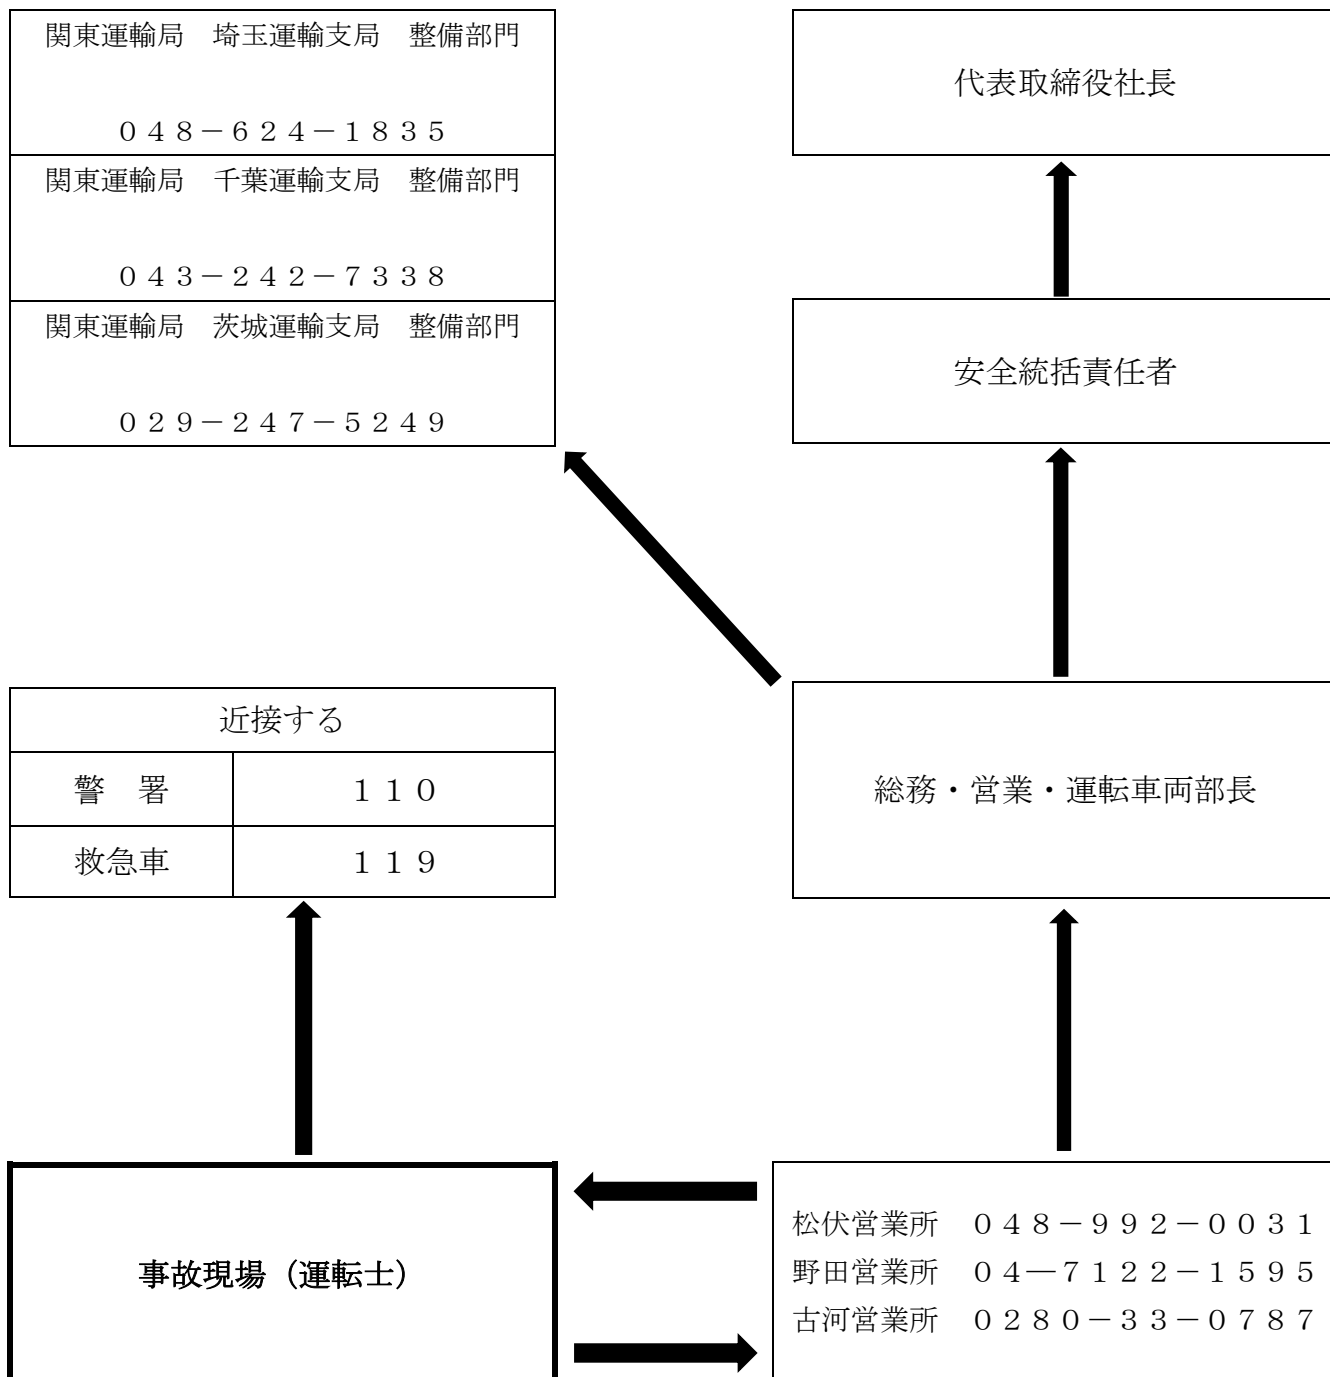 関東運輸局　埼玉運輸支局　整備部門
０４８－６２４－１８３５
関東運輸局　千葉運輸支局　整備部門
０４３－２４２－７３３８
関東運輸局　茨城運輸支局　整備部門
０２９－２４７－５２４９
代表取締役社長
安全統括責任者
近接する
警　署
１１０
救急車
１１９
総務・営業・運転車両部長
事故現場（運転士）
松伏営業所　０４８－９９２－００３１
野田営業所　０４―７１２２－１５９５
古河営業所　０２８０－３３－０７８７